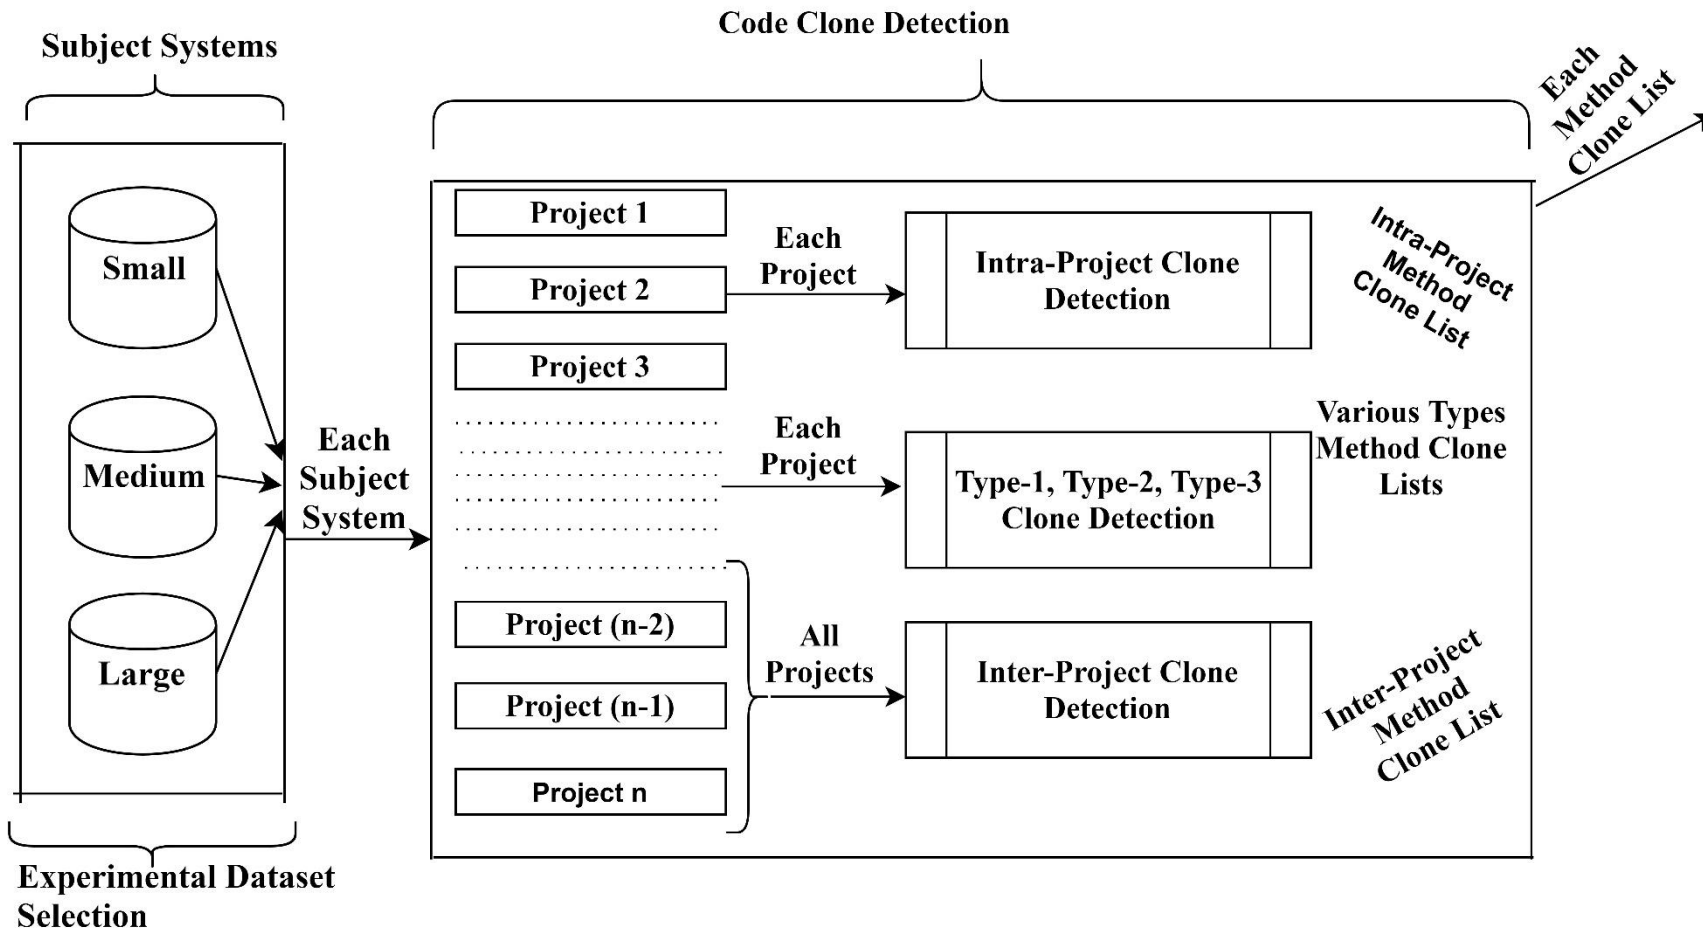 Code Clone Detection
Subject Systems
Each
Method
Clone List
Small
Medium
Large
Each
Subject
System
Experimental Dataset
Selection
Project 1
Project 2
Project 3
Project (n-2)
Project (n-1)
Project n
Each
Project
Intra-Project Clone
Detection
Intra-Project
Method
Clone List
Each
Project
Type-1, Type-2, Type-3
Clone Detection
Various Types
Method Clone
Lists
All
Projects
Inter-Project Clone
Detection
Inter-Project
Method
Clone List